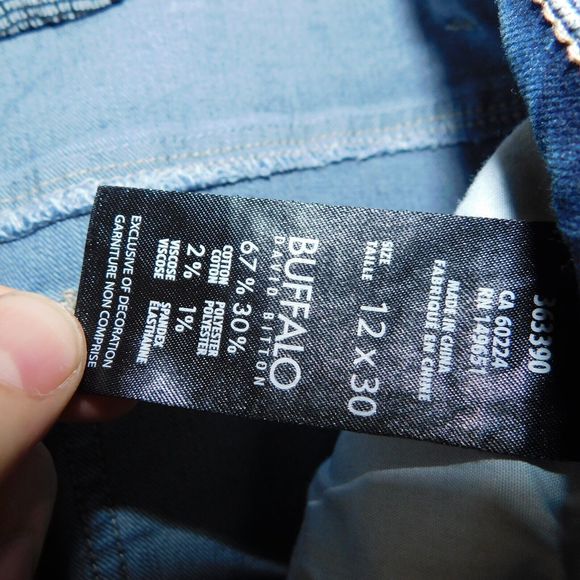 363390
CA 60224
RN 149651
MADE IN CHINA
FABRIQUÉ EN CHINE
SIZE
TAILLE 12 x 30
BUFFALO
DAVID BITTON
67% 30%
COTTON POLYESTER
COTON POLYESTER
2% 1%
VISCOSE SPANDEX
VISCOSE ELASTHANNE
EXCLUSIVE OF DECORATION
GARNITURE NON COMPRISE